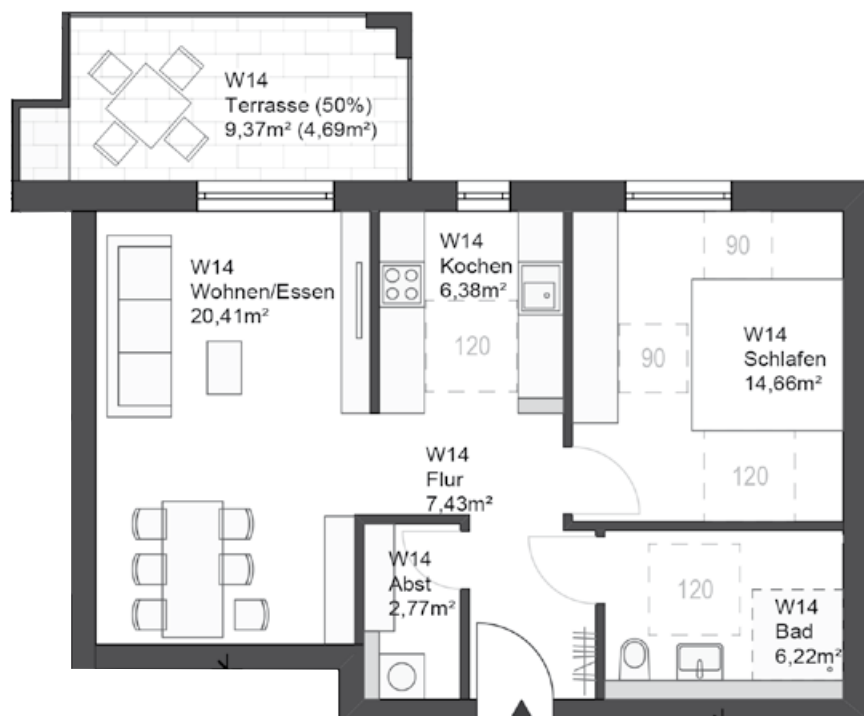 W14
Terrasse (50%)
9,37m² (4,69m²)
W14
Wohnen/Essen
20,41m²
W14
Kochen
6,38m²
120
90
90
W14
Schlafen
14,66m²
120
W14
Flur
7,43m²
W14
Abst
2,77m²
120
W14
Bad
6,22m²